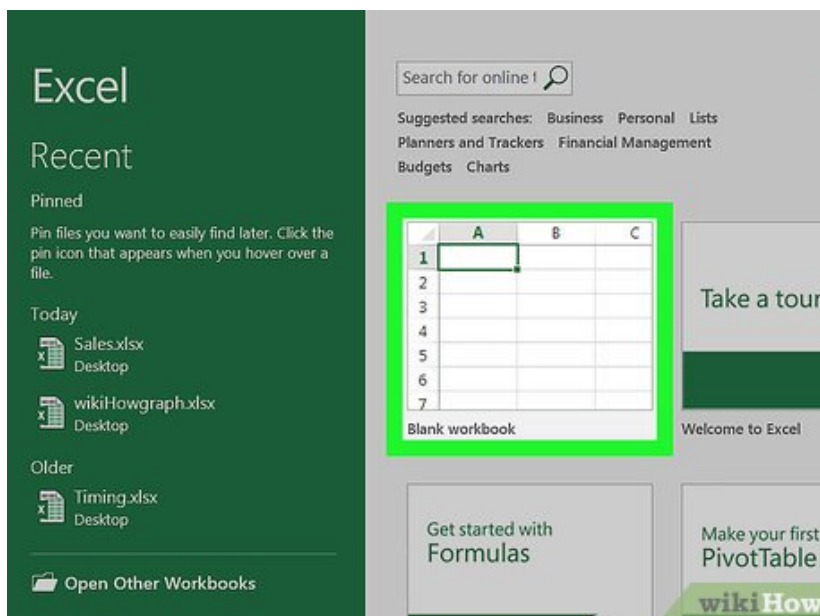 Excel
Recent
Pinned
Pin files you want to easily find later. Click the
pin icon that appears when you hover over a
file.
Today
Sales.xlsx
Desktop
wikiHowgraph.xlsx
Desktop
Older
Timing.xlsx
Desktop
Open Other Workbooks
Search for online t
Suggested searches: Business Personal Lists
Planners and Trackers Financial Management
Budgets Charts
A B C
1
2
3
4
5
6
7
Blank workbook
Take a tour
Welcome to Excel
Get started with
Formulas
Make your first
PivotTable
wikiHow